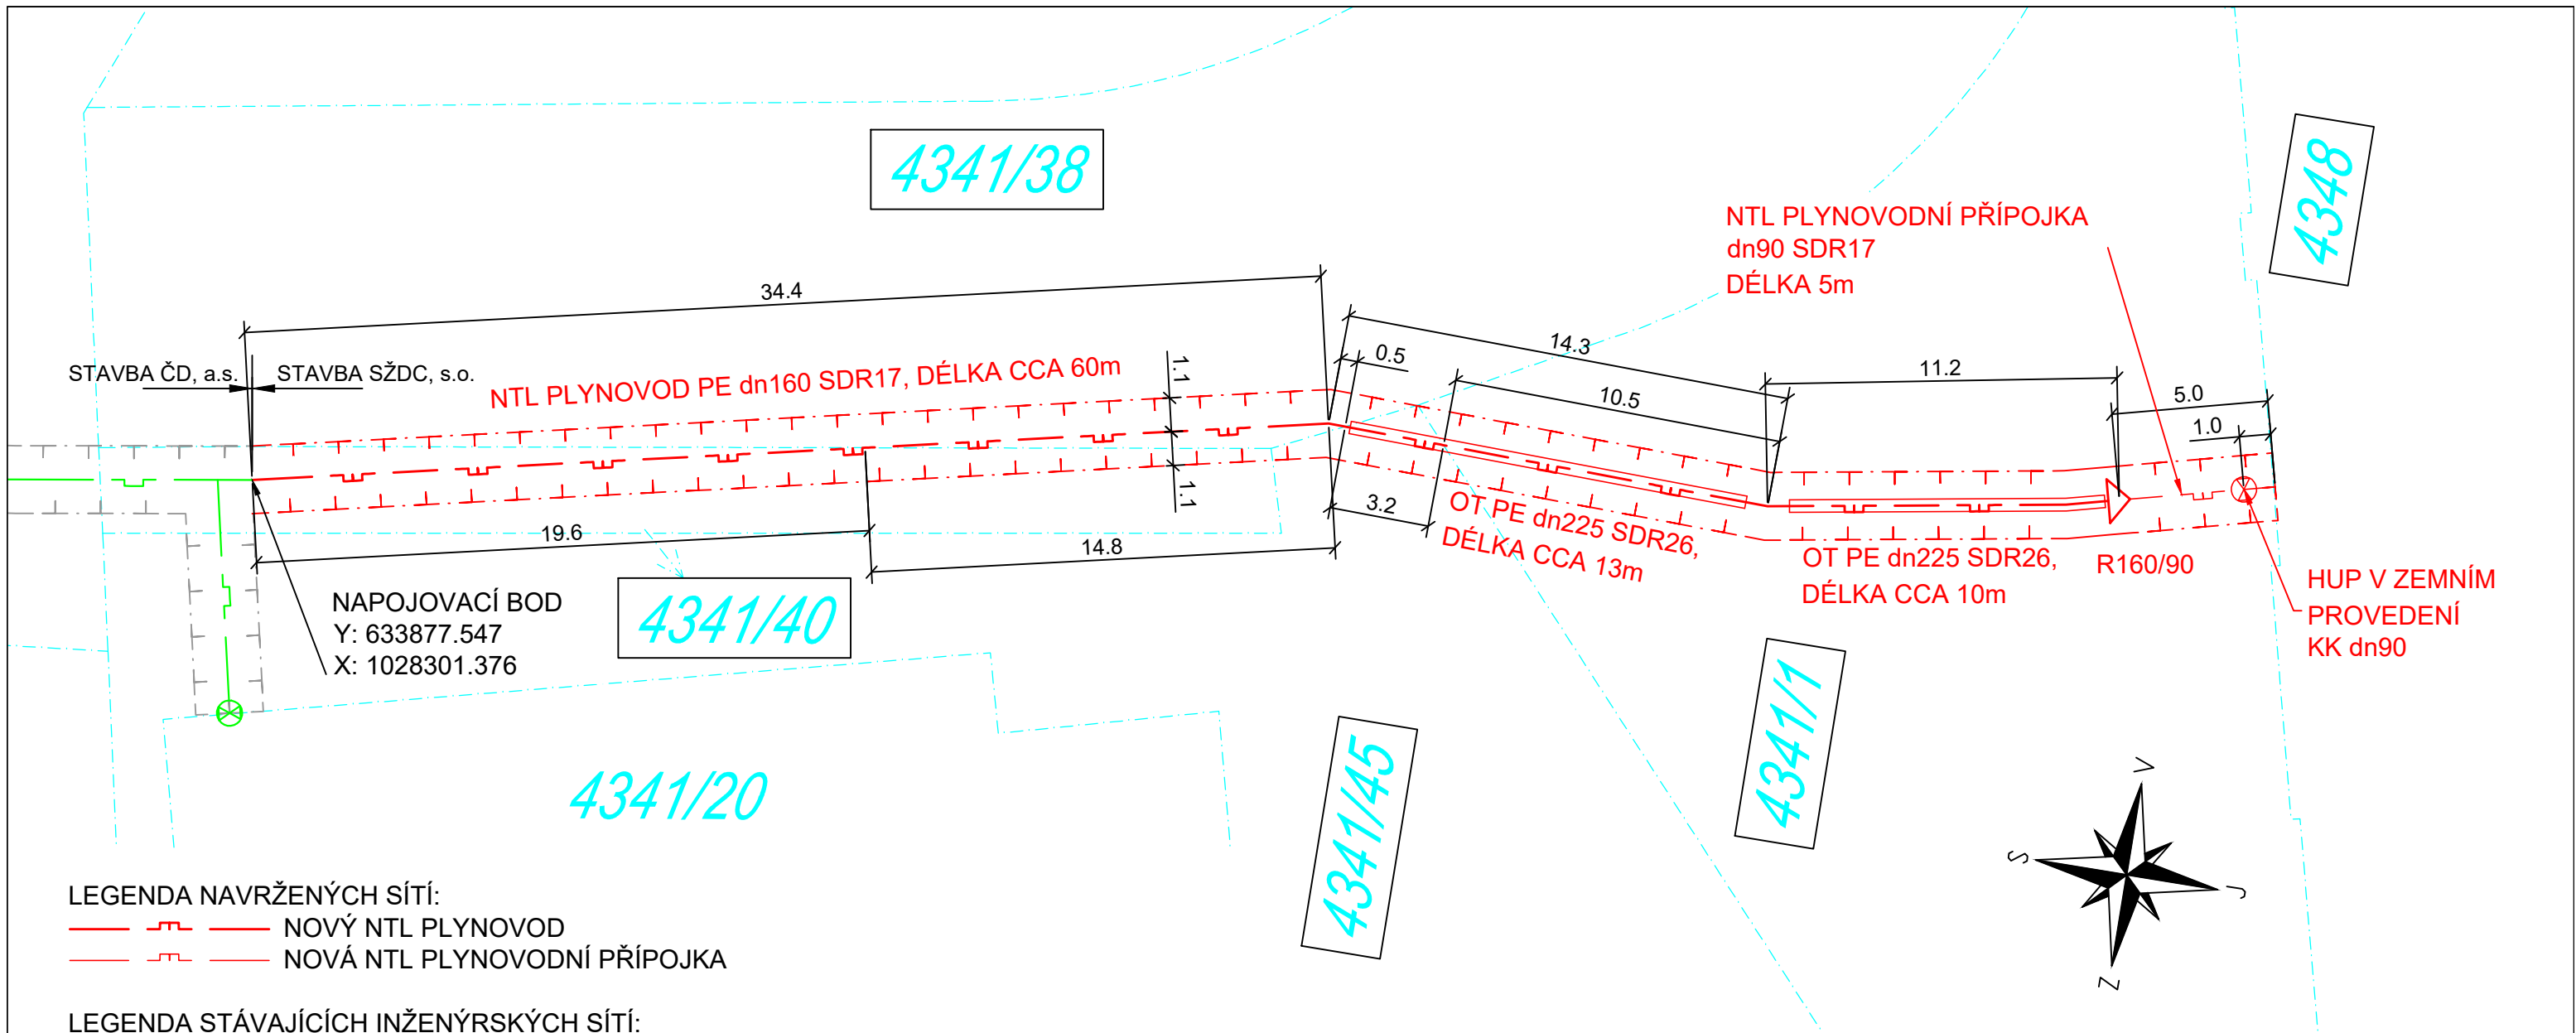 4341/38
4348
NTL PLYNOVODNÍ PŘÍPOJKA
dn90 SDR17
DÉLKA 5m
34.4
14.3
0.5
10.5
11.2
5.0
1.0
STAVBA ČD, a.s.
STAVBA SŽDC, s.o.
NTL PLYNOVOD PE dn160 SDR17, DÉLKA CCA 60m
1.1
1.1
19.6
14.8
3.2
OT PE dn225 SDR26,
DÉLKA CCA 13m
OT PE dn225 SDR26,
DÉLKA CCA 10m
R160/90
HUP V ZEMNÍM
PROVEDENÍ
KK dn90
NAPOJOVACÍ BOD
Y: 633877.547
X: 1028301.376
4341/40
4341/20
4341/45
4341/1
V
S
J
Z
LEGENDA NAVRŽENÝCH SÍTÍ:
NOVÝ NTL PLYNOVOD
NOVÁ NTL PLYNOVODNÍ PŘÍPOJKA
LEGENDA STÁVAJÍCÍCH INŽENÝRSKÝCH SÍTÍ: